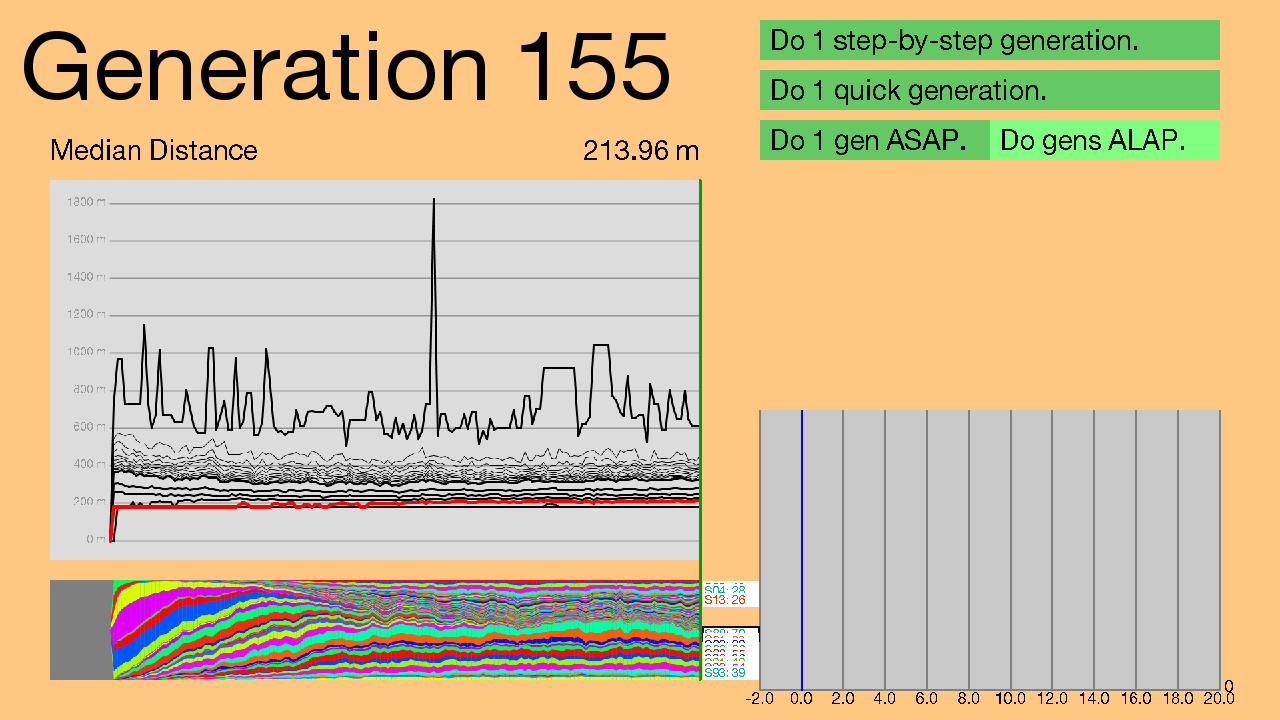 Generation 155
Do 1 step-by-step generation.
Do 1 quick generation.
Do 1 gen ASAP.
Do gens ALAP.
Median Distance
213.96 m
1800 m
1600 m
1400 m
1200 m
1000 m
800 m
600 m
400 m
200 m
0 m
S04: 28
S13: 26
S93: 39
0
-2.0 0.0 2.0 4.0 6.0 8.0 10.0 12.0 14.0 16.0 18.0 20.0